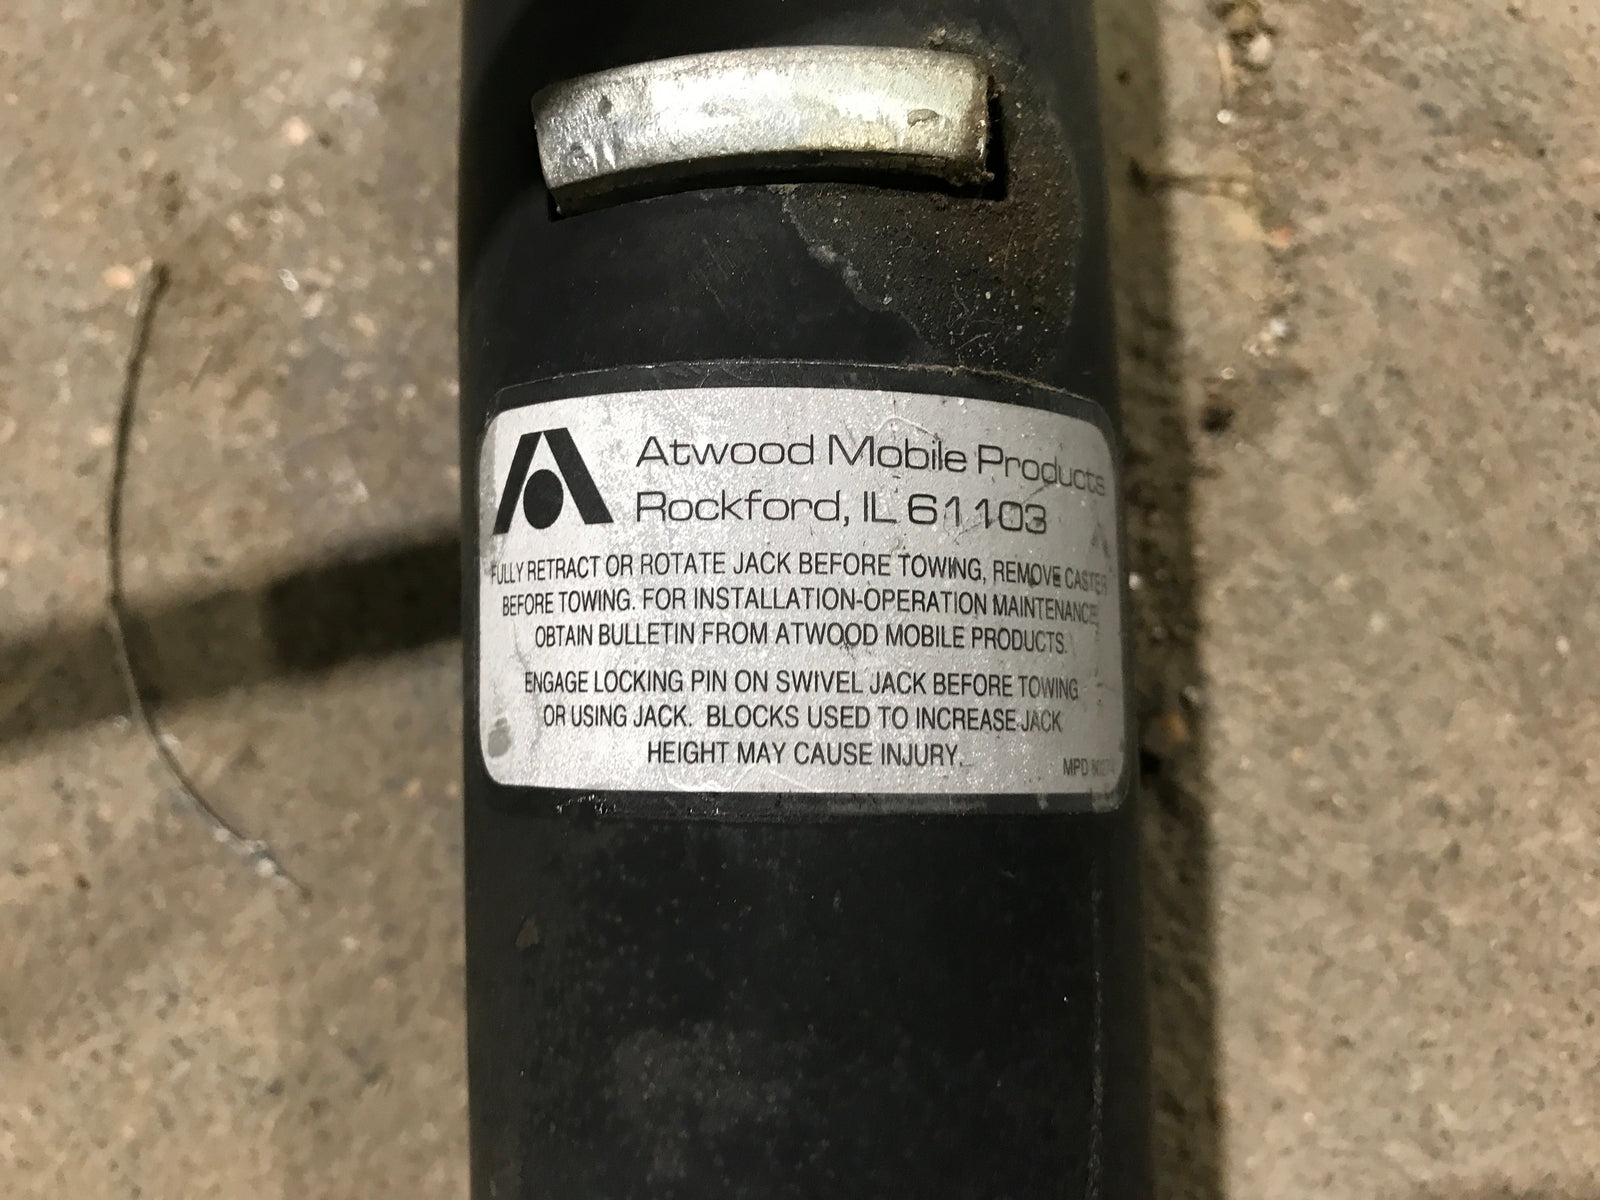 Atwood Mobile Products
Rockford, IL 61103
FULLY RETRACT OR ROTATE JACK BEFORE TOWING, REMOVE CASTER
BEFORE TOWING. FOR INSTALLATION-OPERATION MAINTENANCE
OBTAIN BULLETIN FROM ATWOOD MOBILE PRODUCTS.
ENGAGE LOCKING PIN ON SWIVEL JACK BEFORE TOWING
OR USING JACK. BLOCKS USED TO INCREASE JACK
HEIGHT MAY CAUSE INJURY.
MPD